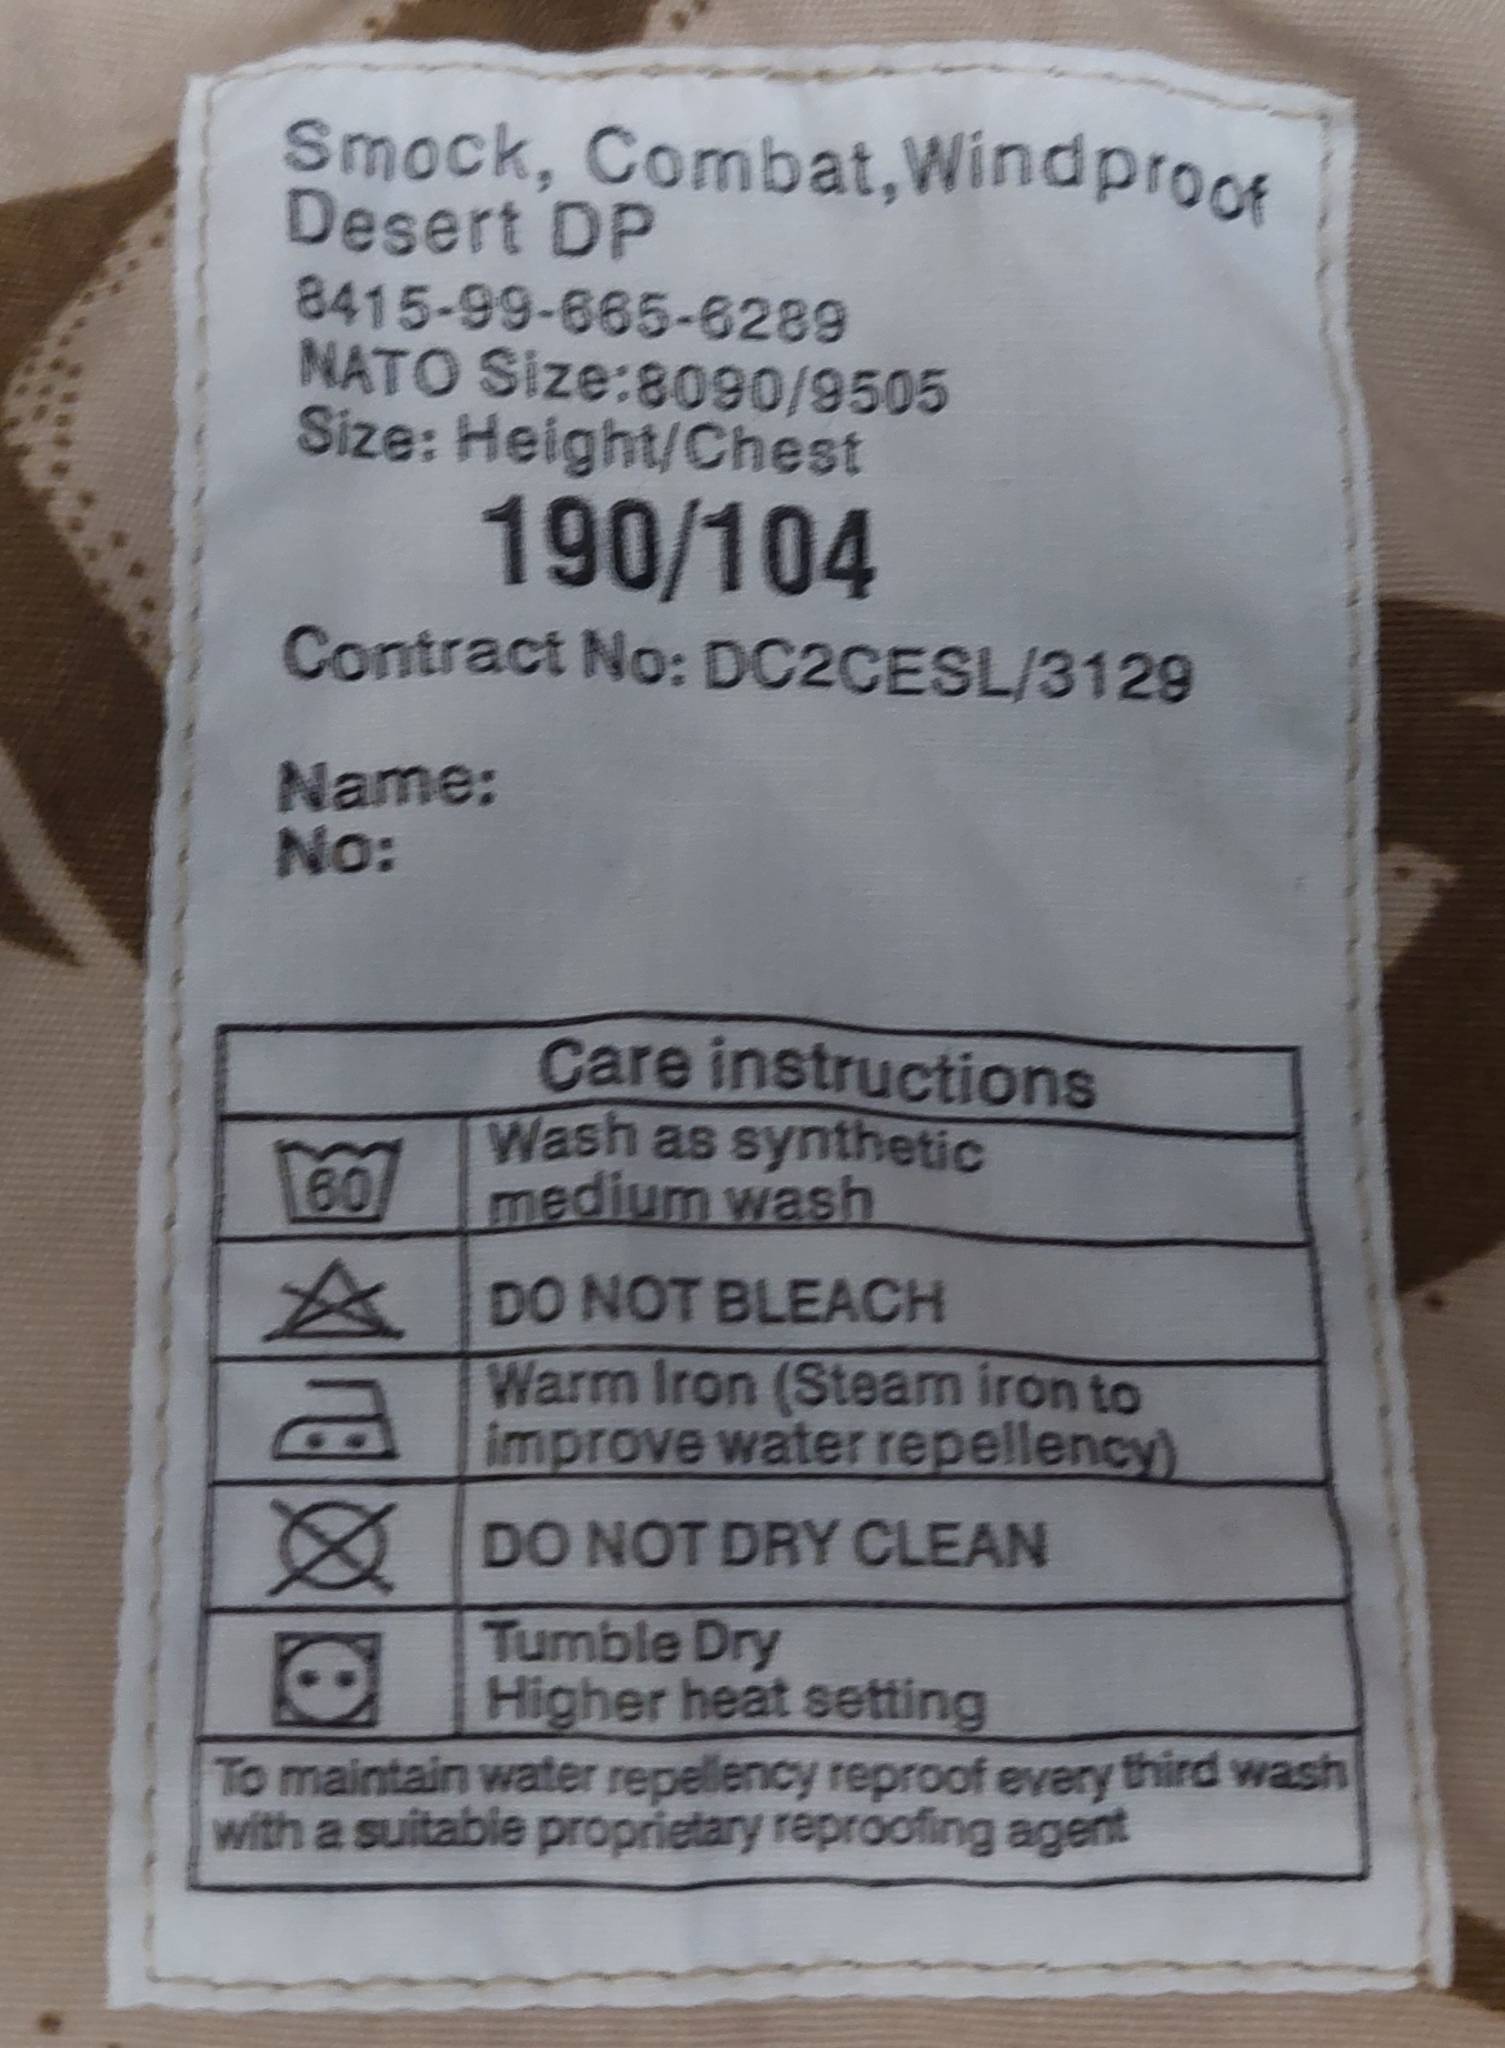 Smock, Combat,Windproof
Desert DP
8415-99-665-6289
NATO Size:8090/9505
Size: Height/Chest
190/104
Contract No: DC2CESL/3129
Name:
No:
Care instructions
60
Wash as synthetic
medium wash
DO NOT BLEACH
Warm Iron (Steam iron to
improve water repellency)
DO NOT DRY CLEAN
Tumble Dry
Higher heat setting
To maintain water repellency reproof every third wash
with a suitable proprietary reproofing agent